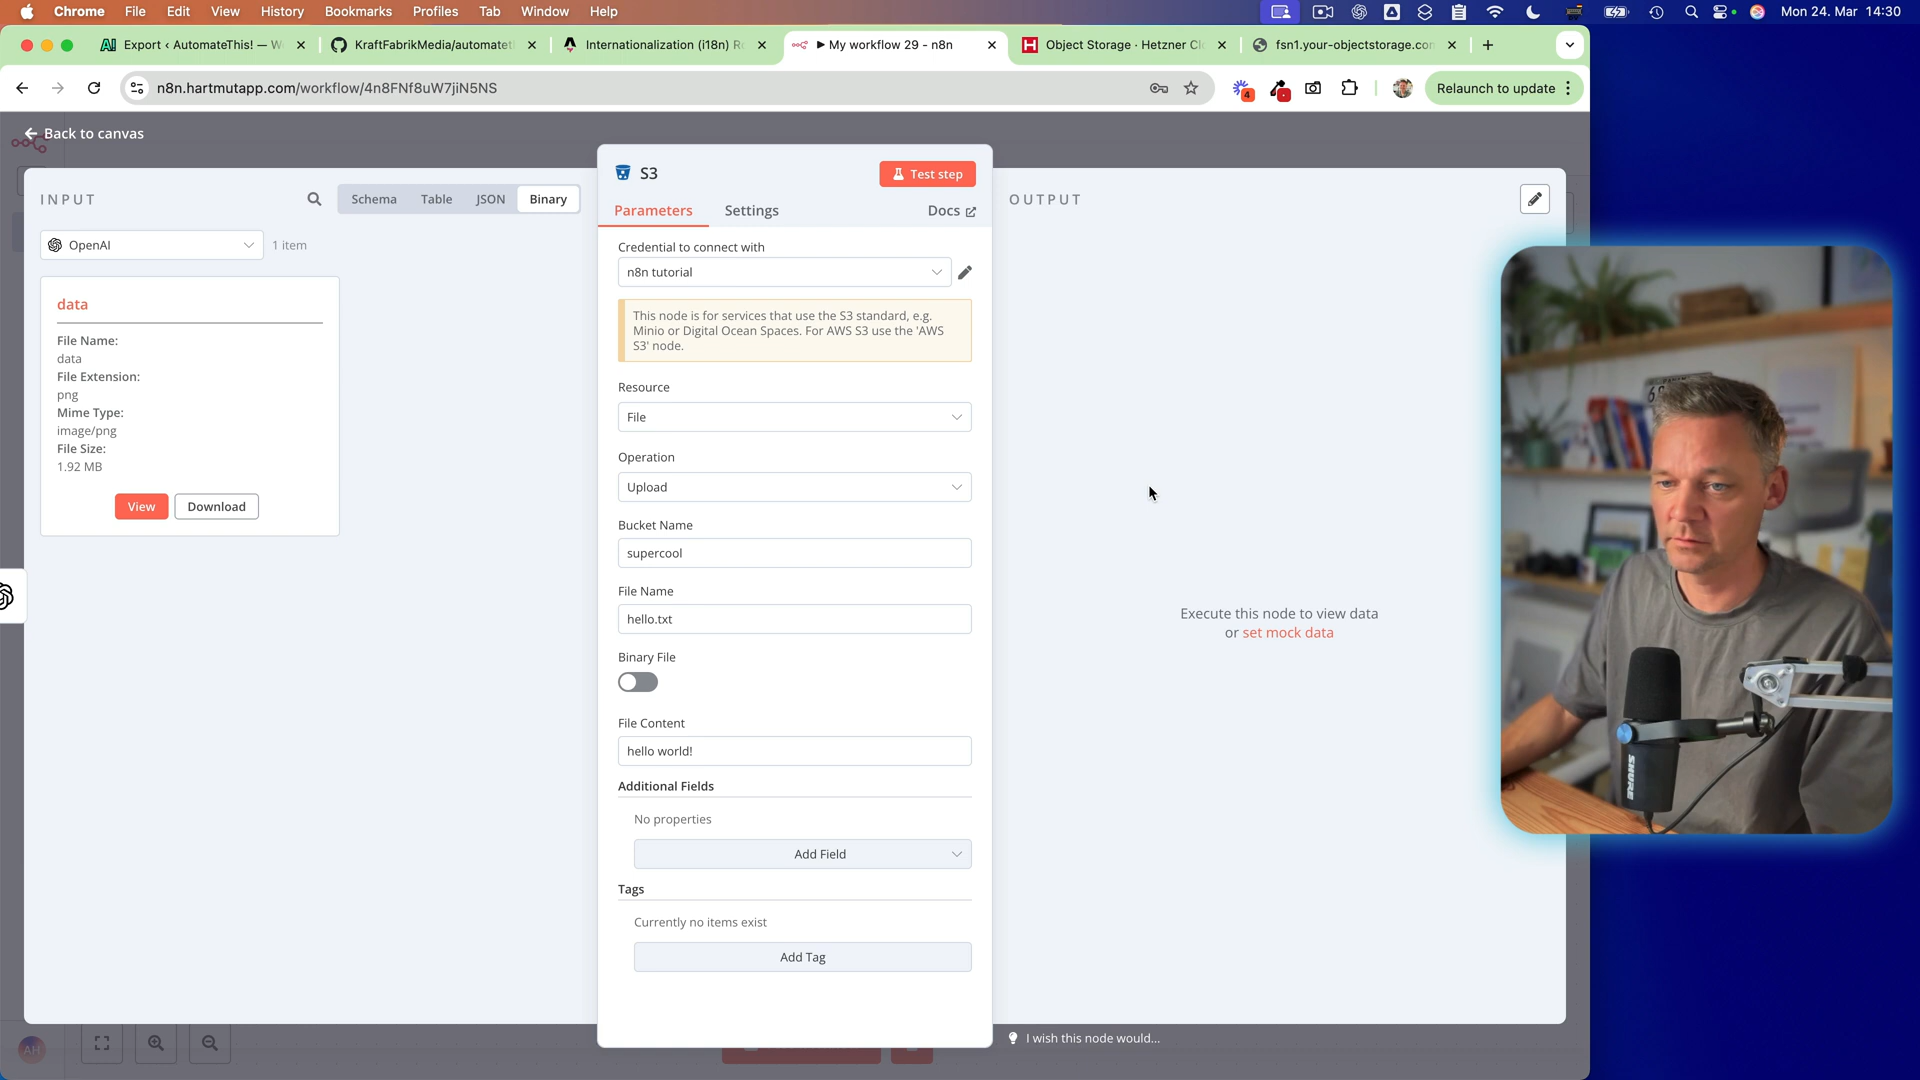 Chrome File Edit View History Bookmarks Profiles Tab Window Help Mon 24. Mar 14:30
Export ‹ AutomateThis! — W
KraftFabrikMedia/automatet
Internationalization (i18n) R
▶ My workflow 29 - n8n
Object Storage · Hetzner Cl
fsn1.your-objectstorage.con
n8n.hartmutapp.com/workflow/4n8FNf8uW7jiN5NS
4
Relaunch to update
Back to canvas
INPUT
Schema Table JSON Binary
OpenAI
1 item
data
File Name:
data
File Extension:
png
Mime Type:
image/png
File Size:
1.92 MB
View
Download
S3
Test step
Parameters
Settings
Docs
Credential to connect with
n8n tutorial
This node is for services that use the S3 standard, e.g.
Minio or Digital Ocean Spaces. For AWS S3 use the 'AWS
S3' node.
Resource
File
Operation
Upload
Bucket Name
supercool
File Name
hello.txt
Binary File
File Content
hello world!
Additional Fields
No properties
Add Field
Tags
Currently no items exist
Add Tag
OUTPUT
Execute this node to view data
or set mock data
I wish this node would...
AH
SHURE